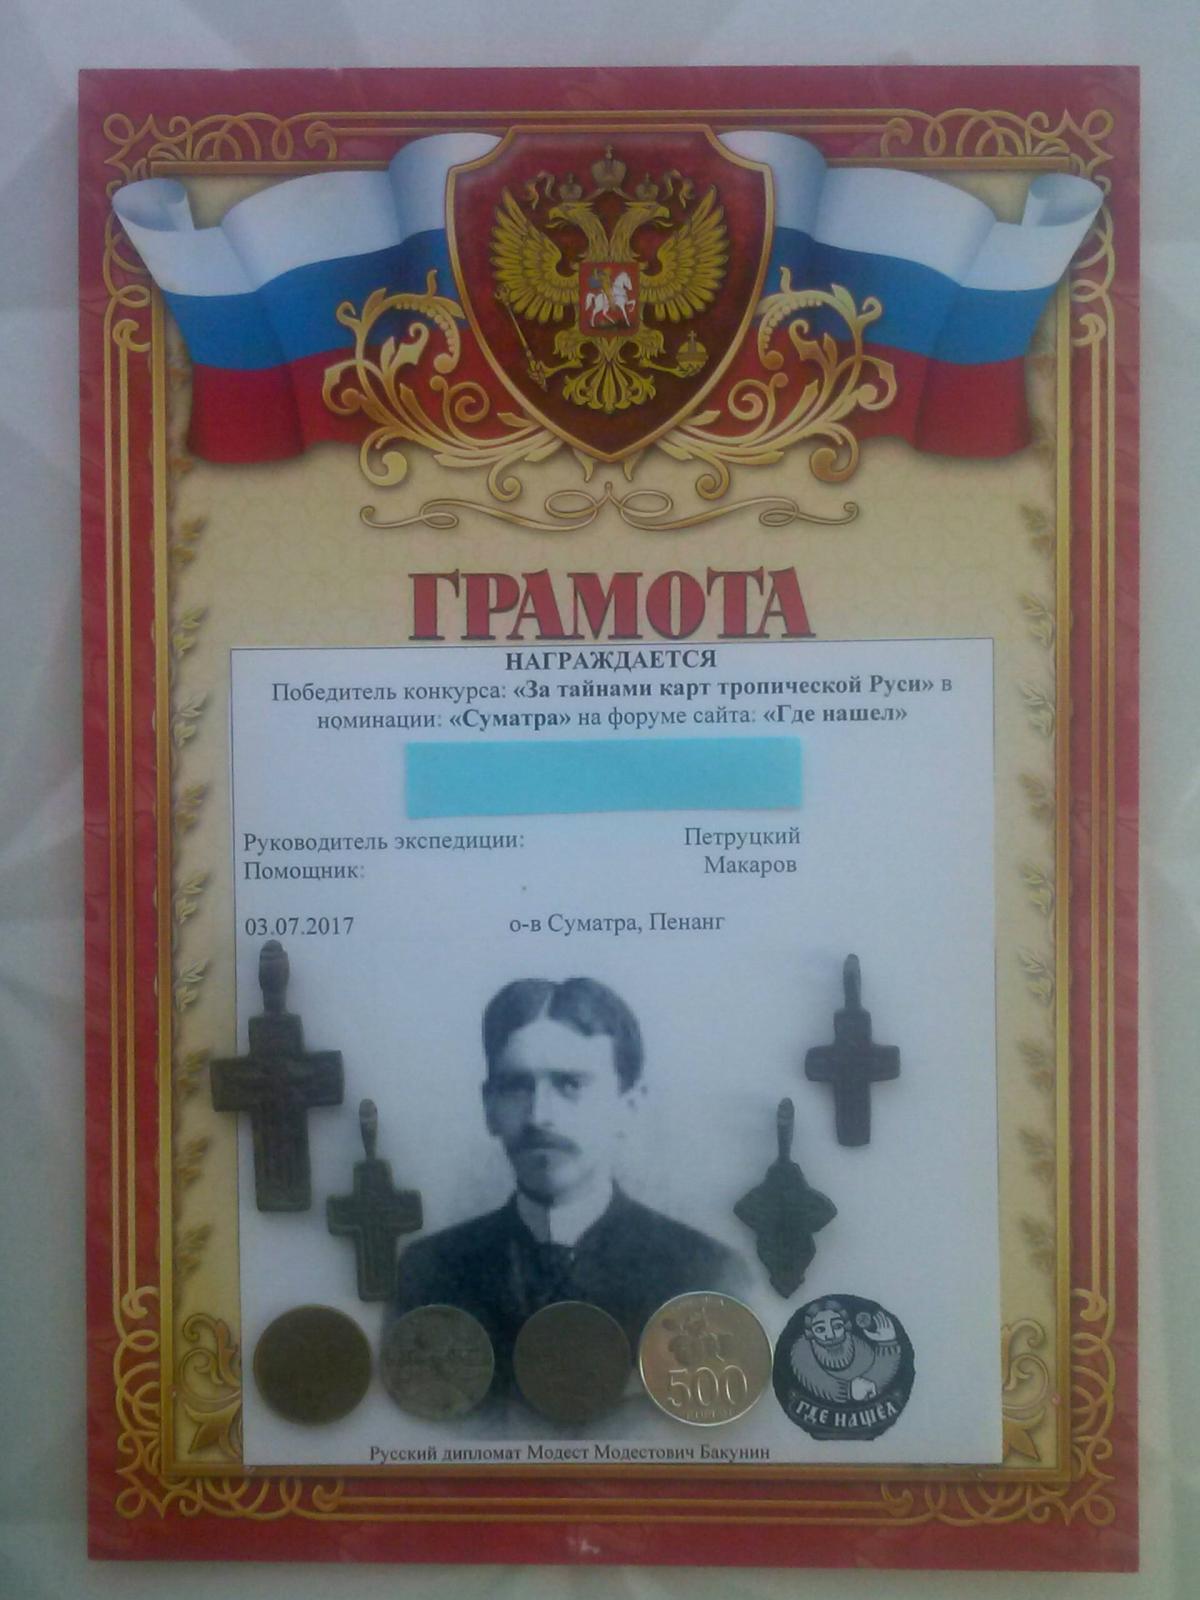 ГРАМОТА
НАГРАЖДАЕТСЯ
Победитель конкурса: «За тайнами карт тропической Руси» в
номинации: «Суматра» на форуме сайта: «Где нашел»
Руководитель экспедиции: Петруцкий
Помощник: Макаров
03.07.2017 о-в Суматра, Пенанг
500
ГДЕ НАШЁЛ
Русский дипломат Модест Модестович Бакунин